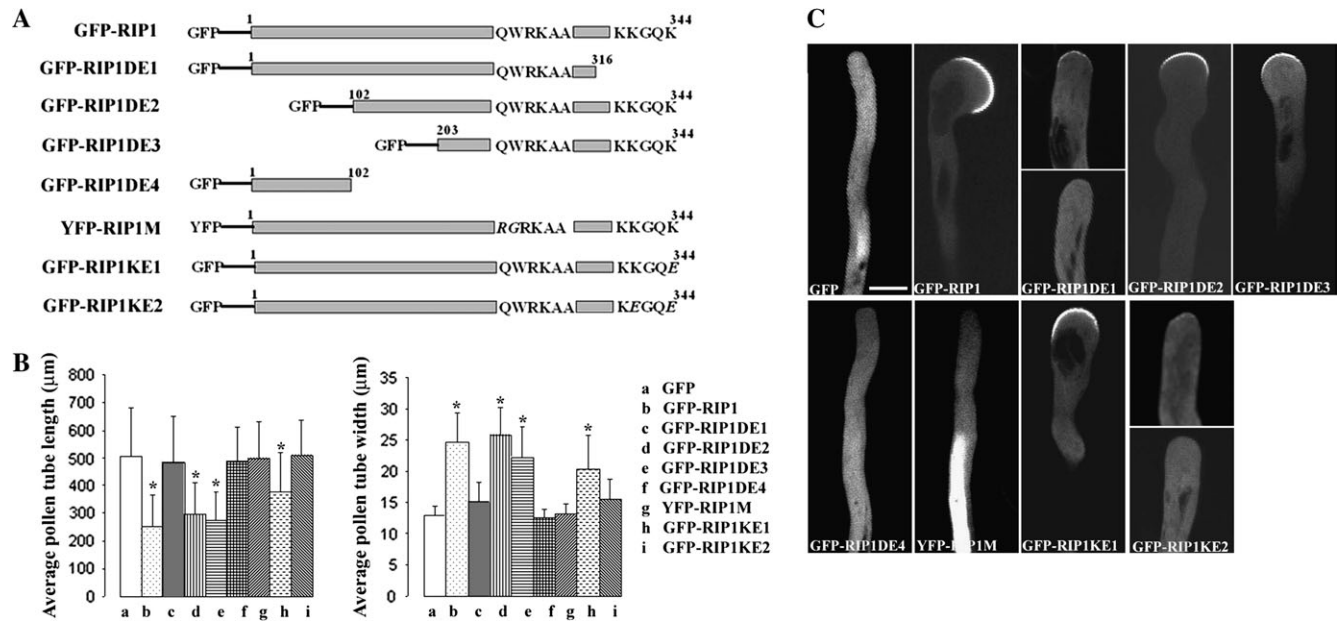 A
GFP-RIP1 GFP 1 QWRKAA KKGQK 344
GFP-RIP1DE1 GFP 1 QWRKAA 316
GFP-RIP1DE2 GFP 102 QWRKAA KKGQK 344
GFP-RIP1DE3 GFP 203 QWRKAA KKGQK 344
GFP-RIP1DE4 GFP 1 102
YFP-RIP1M YFP 1 RGRKAA KKGQK 344
GFP-RIP1KE1 GFP 1 QWRKAA KKGQE 344
GFP-RIP1KE2 GFP 1 QWRKAA KEGQE 344
B
Average pollen tube length (µm)
800
700
600
500
400
300
200
100
0
* * * *
a b c d e f g h i
Average pollen tube width (µm)
35
30
25
20
15
10
5
0
* * * *
a b c d e f g h i
a GFP
b GFP-RIP1
c GFP-RIP1DE1
d GFP-RIP1DE2
e GFP-RIP1DE3
f GFP-RIP1DE4
g YFP-RIP1M
h GFP-RIP1KE1
i GFP-RIP1KE2
C
GFP GFP-RIP1 GFP-RIP1DE1 GFP-RIP1DE2 GFP-RIP1DE3
GFP-RIP1DE4 YFP-RIP1M GFP-RIP1KE1 GFP-RIP1KE2